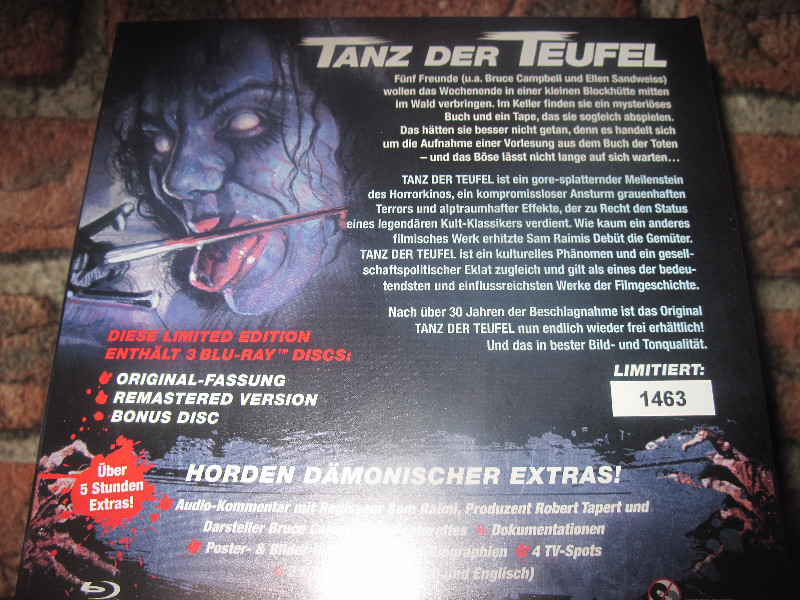 TANZ DER TEUFEL
Fünf Freunde (u.a. Bruce Campbell und Ellen Sandweiss)
wollen das Wochenende in einer kleinen Blockhütte mitten
im Wald verbringen. Im Keller finden sie ein mysteriöses
Buch und ein Tape, das sie sogleich abspielen.
Das hätten sie besser nicht getan, denn es handelt sich
um die Aufnahme einer Vorlesung aus dem Buch der Toten
– und das Böse lässt nicht lange auf sich warten...
TANZ DER TEUFEL ist ein gore-splatternder Meilenstein
des Horrorkinos, ein kompromissloser Ansturm grauenhaften
Terrors und alptraumhafter Effekte, der zu Recht den Status
eines legendären Kult-Klassikers verdient. Wie kaum ein anderes
filmisches Werk erhitzte Sam Raimis Debüt die Gemüter.
TANZ DER TEUFEL ist ein kulturelles Phänomen und ein gesell-
schaftspolitischer Eklat zugleich und gilt als eines der bedeu-
tendsten und einflussreichsten Werke der Filmgeschichte.
Nach über 30 Jahren der Beschlagnahme ist das Original
TANZ DER TEUFEL nun endlich wieder frei erhältlich!
Und das in bester Bild- und Tonqualität.
DIESE LIMITED EDITION
ENTHÄLT 3 BLU-RAY™ DISCS:
ORIGINAL-FASSUNG
REMASTERED VERSION
BONUS DISC
LIMITIERT:
1463
Über
5 Stunden
Extras!
HORDEN DÄMONISCHER EXTRAS!
Audio-Kommentar mit Regisseur Sam Raimi, Produzent Robert Tapert und
Darsteller Bruce Dokumentationen
Poster- & 4 TV-Spots
und Englisch)